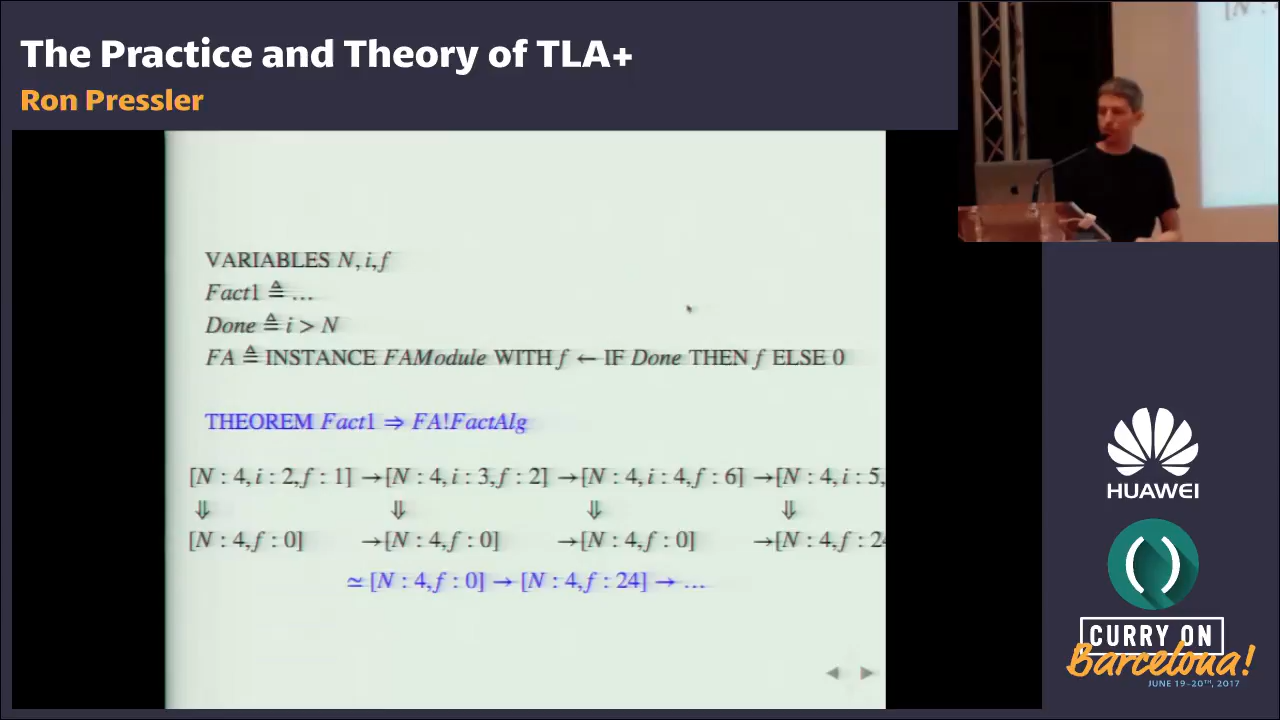 The Practice and Theory of TLA+
Ron Pressler
VARIABLES N, i, f
Fact1 ≜ …
Done ≜ i > N
FA ≜ INSTANCE FAModule WITH f ← IF Done THEN f ELSE 0
THEOREM Fact1 ⇒ FA!FactAlg
[N : 4, i : 2, f : 1] → [N : 4, i : 3, f : 2] → [N : 4, i : 4, f : 6] → [N : 4, i : 5,
⇓ ⇓ ⇓ ⇓
[N : 4, f : 0] → [N : 4, f : 0] → [N : 4, f : 0] → [N : 4, f : 24
≃ [N : 4, f : 0] → [N : 4, f : 24] → …
HUAWEI
CURRY ON
Barcelona!
JUNE 19-20TH, 2017